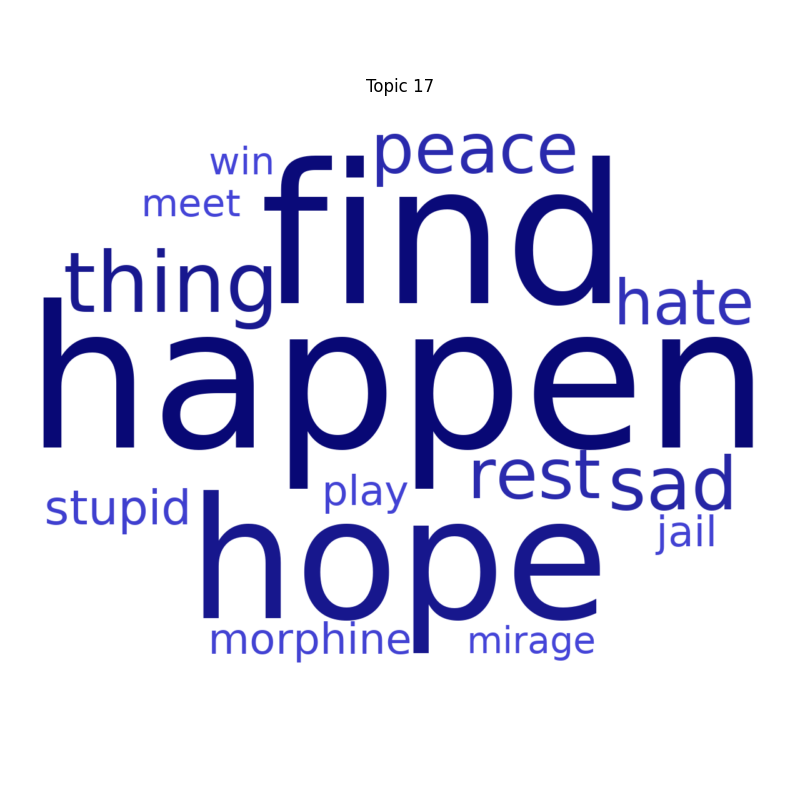 Topic 17
peace
win
find
meet
thing
hate
happen
rest
sad
play
stupid
jail
hope
morphine
mirage